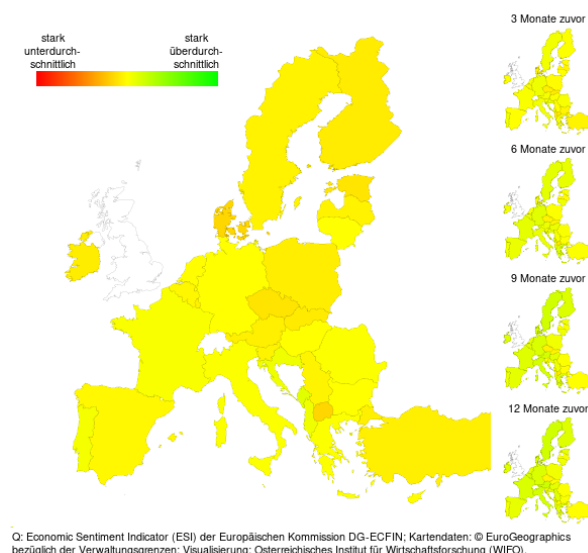 stark
unterdurch-
schnittlich
stark
überdurch-
schnittlich
3 Monate zuvor
6 Monate zuvor
9 Monate zuvor
12 Monate zuvor
Q: Economic Sentiment Indicator (ESI) der Europäischen Kommission DG-ECFIN; Kartendaten: © EuroGeographics
bezüglich der Verwaltungsgrenzen; Visualisierung: Österreichisches Institut für Wirtschaftsforschung (WIFO).